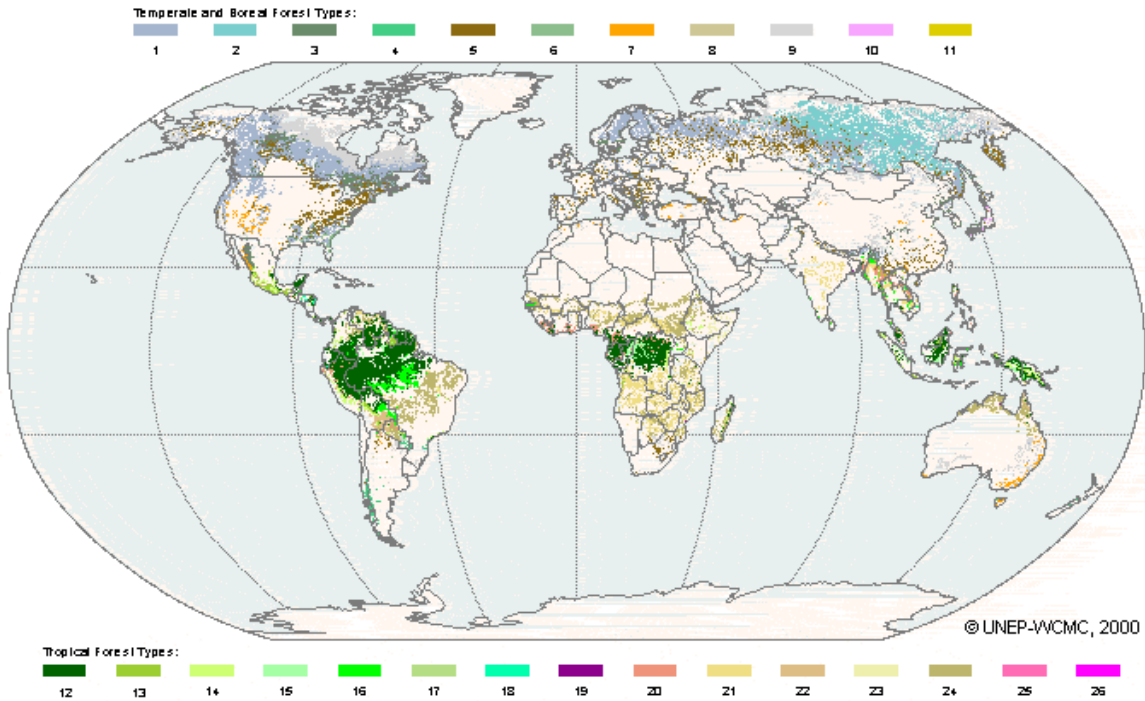 Temperate and Boreal Forest Types:
1 2 3 4 5 6 7 8 9 10 11
© UNEP-WCMC, 2000
Tropical Forest Types:
12 13 14 15 16 17 18 19 20 21 22 23 24 25 26